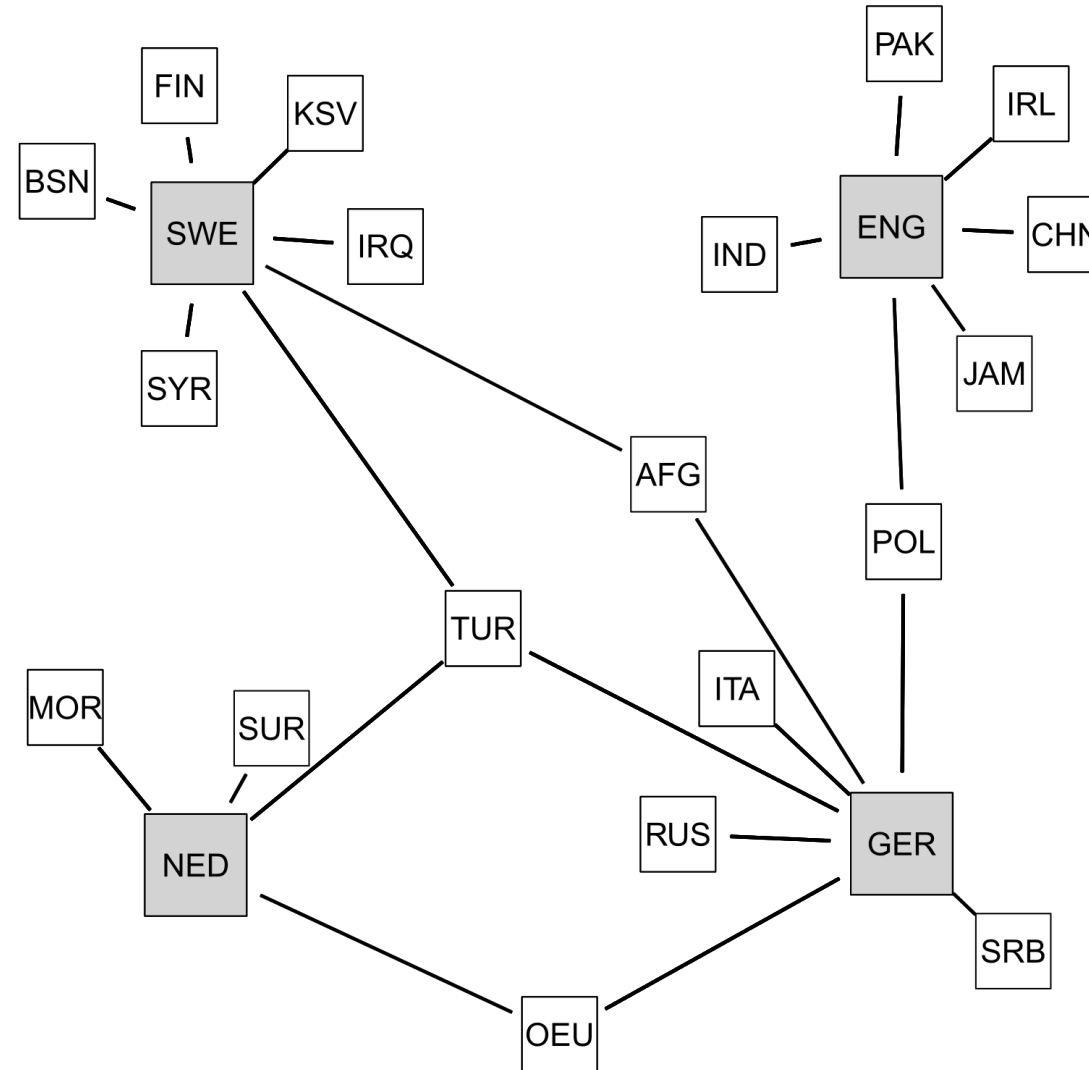 PAK
FIN
IRL
KSV
BSN
ENG
SWE
CHN
IRQ
IND
JAM
SYR
AFG
POL
TUR
ITA
MOR
SUR
RUS
GER
NED
SRB
OEU